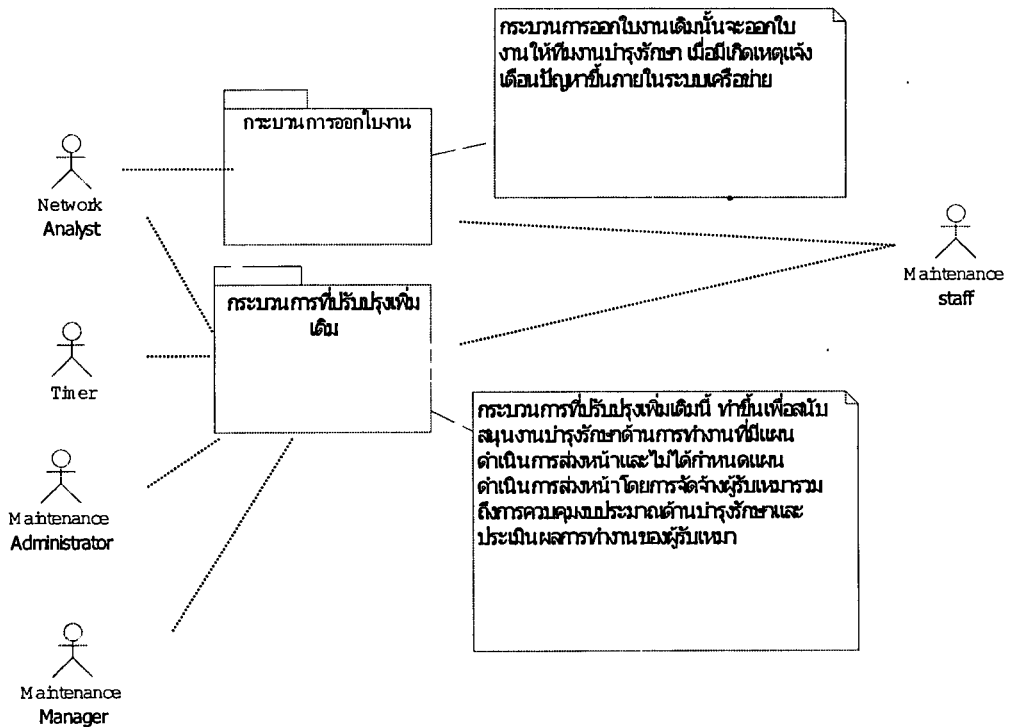 กระบวนการออกใบงานเดิมนั้นจะออกใบ
งานให้ทีมงานบำรุงรักษา เมื่อมีเกิดเหตุแจ้ง
เตือนปัญหาขึ้นภายในระบบเครือข่าย
กระบวนการออกใบงาน
Network
Analyst
Maintenance
staff
กระบวนการที่ปรับปรุงเพิ่ม
เติม
Timer
กระบวนการที่ปรับปรุงเพิ่มเติมนี้ ทำขึ้นเพื่อสนับ
สนุนงานบำรุงรักษาด้านการทำงานที่มีแผน
ดำเนินการล่วงหน้าและไม่ได้กำหนดแผน
ดำเนินการล่วงหน้าโดยการจัดจ้างผู้รับเหมารวม
ถึงการควบคุมงบประมาณด้านบำรุงรักษาและ
ประเมินผลการทำงานของผู้รับเหมา
Maintenance
Administrator
Maintenance
Manager